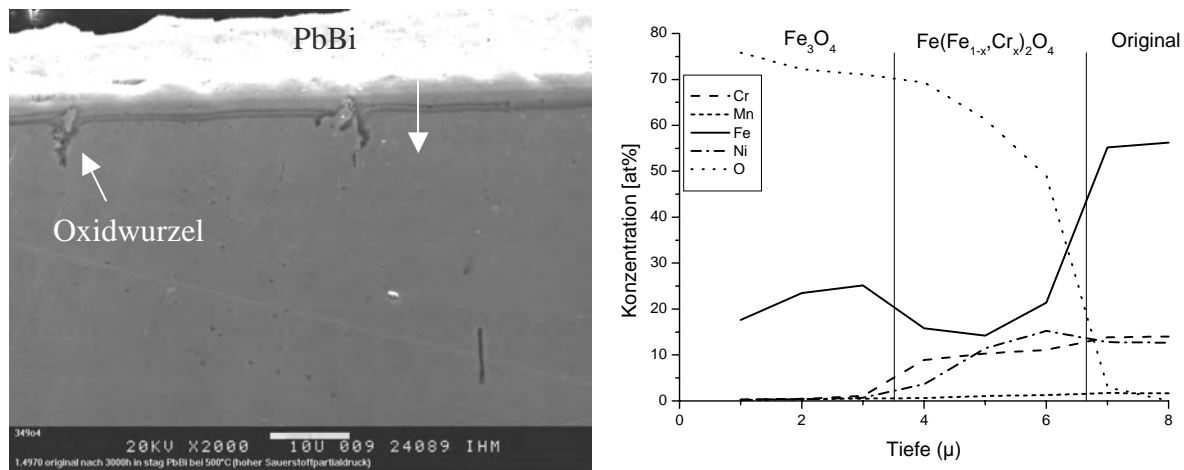 PbBi
Oxidwurzel
349o4
20KV X2000 10U 009 24089 IHM
1.4970 original nach 3000h in stag PbBi bei 500°C (hoher Sauerstoffpartialdruck)
Fe3O4
Fe(Fe1-x,Crx)2O4
Original
Konzentration [at%]
80
70
60
50
40
30
20
10
0
Cr
Mn
Fe
Ni
O
0 2 4 6 8
Tiefe (μ)